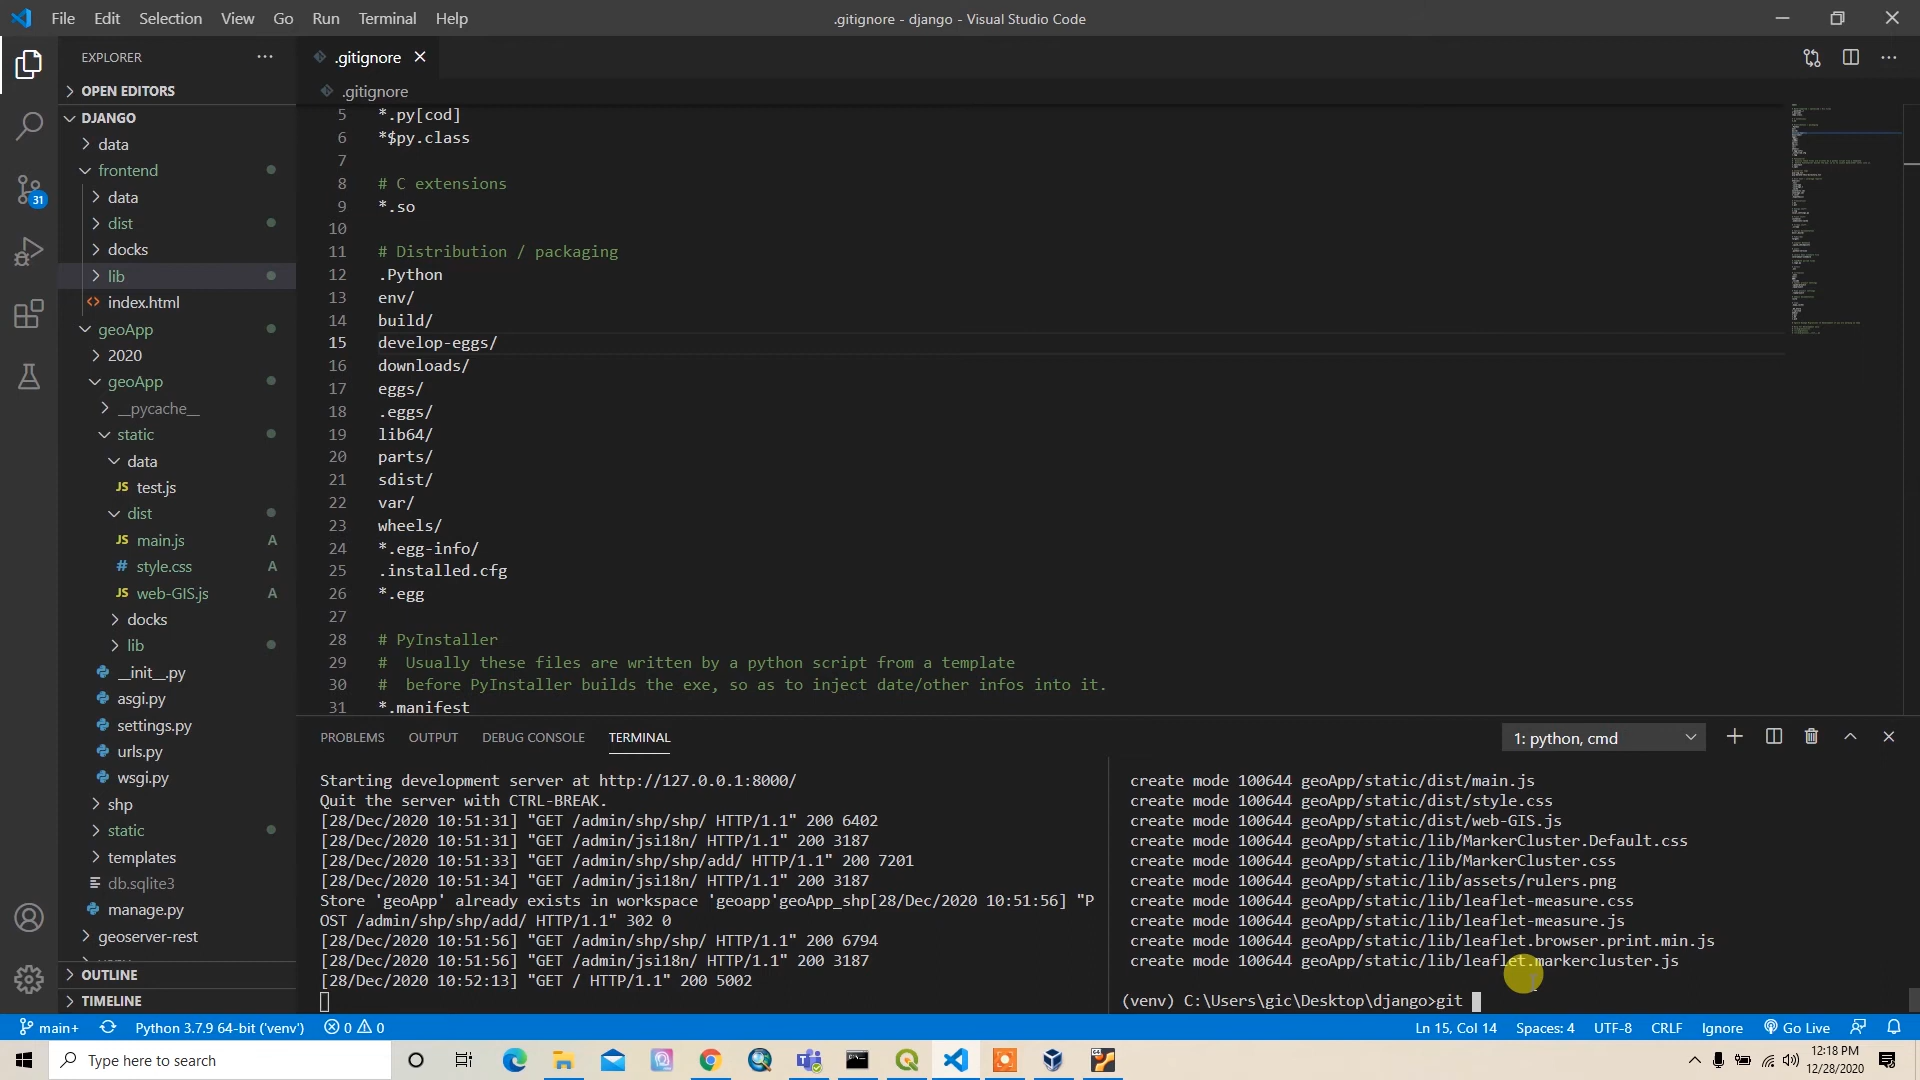 File Edit Selection View Go Run Terminal Help
.gitignore - django - Visual Studio Code
EXPLORER
OPEN EDITORS
DJANGO
data
frontend
data
dist
docks
lib
index.html
geoApp
2020
geoApp
__pycache__
static
data
JS test.js
dist
JS main.js A
# style.css A
JS web-GIS.js A
docks
lib
__init__.py
asgi.py
settings.py
urls.py
wsgi.py
shp
static
templates
db.sqlite3
manage.py
geoserver-rest
OUTLINE
TIMELINE
31
.gitignore
.gitignore
5 *.py[cod]
6 *$py.class
7
8 # C extensions
9 *.so
10
11 # Distribution / packaging
12 .Python
13 env/
14 build/
15 develop-eggs/
16 downloads/
17 eggs/
18 .eggs/
19 lib64/
20 parts/
21 sdist/
22 var/
23 wheels/
24 *.egg-info/
25 .installed.cfg
26 *.egg
27
28 # PyInstaller
29 #  Usually these files are written by a python script from a template
30 #  before PyInstaller builds the exe, so as to inject date/other infos into it.
31 *.manifest
PROBLEMS OUTPUT DEBUG CONSOLE TERMINAL
1: python, cmd
Starting development server at http://127.0.0.1:8000/
Quit the server with CTRL-BREAK.
[28/Dec/2020 10:51:31] "GET /admin/shp/shp/ HTTP/1.1" 200 6402
[28/Dec/2020 10:51:31] "GET /admin/jsi18n/ HTTP/1.1" 200 3187
[28/Dec/2020 10:51:33] "GET /admin/shp/shp/add/ HTTP/1.1" 200 7201
[28/Dec/2020 10:51:34] "GET /admin/jsi18n/ HTTP/1.1" 200 3187
Store 'geoApp' already exists in workspace 'geoapp'geoApp_shp[28/Dec/2020 10:51:56] "P
OST /admin/shp/shp/add/ HTTP/1.1" 302 0
[28/Dec/2020 10:51:56] "GET /admin/shp/shp/ HTTP/1.1" 200 6794
[28/Dec/2020 10:51:56] "GET /admin/jsi18n/ HTTP/1.1" 200 3187
[28/Dec/2020 10:52:13] "GET / HTTP/1.1" 200 5002
create mode 100644 geoApp/static/dist/main.js
create mode 100644 geoApp/static/dist/style.css
create mode 100644 geoApp/static/dist/web-GIS.js
create mode 100644 geoApp/static/lib/MarkerCluster.Default.css
create mode 100644 geoApp/static/lib/MarkerCluster.css
create mode 100644 geoApp/static/lib/assets/rulers.png
create mode 100644 geoApp/static/lib/leaflet-measure.css
create mode 100644 geoApp/static/lib/leaflet-measure.js
create mode 100644 geoApp/static/lib/leaflet.browser.print.min.js
create mode 100644 geoApp/static/lib/leaflet.markercluster.js
(venv) C:\Users\gic\Desktop\django>git
main+ Python 3.7.9 64-bit ('venv') 0 0
Ln 15, Col 14 Spaces: 4 UTF-8 CRLF Ignore Go Live
Type here to search
12:18 PM
12/28/2020